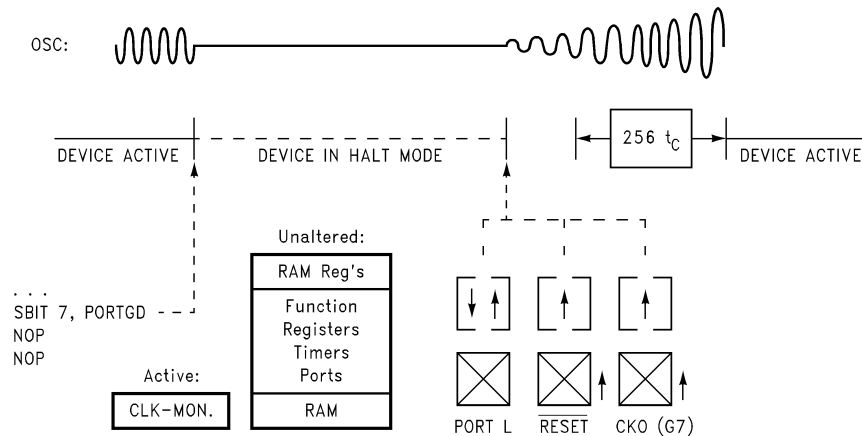 OSC:
256 tC
DEVICE ACTIVE
DEVICE IN HALT MODE
DEVICE ACTIVE
Unaltered:
RAM Reg's
Function
Registers
Timers
Ports
RAM
. . .
SBIT 7, PORTGD
NOP
NOP
Active:
CLK-MON.
PORT L
RESET
CKO (G7)